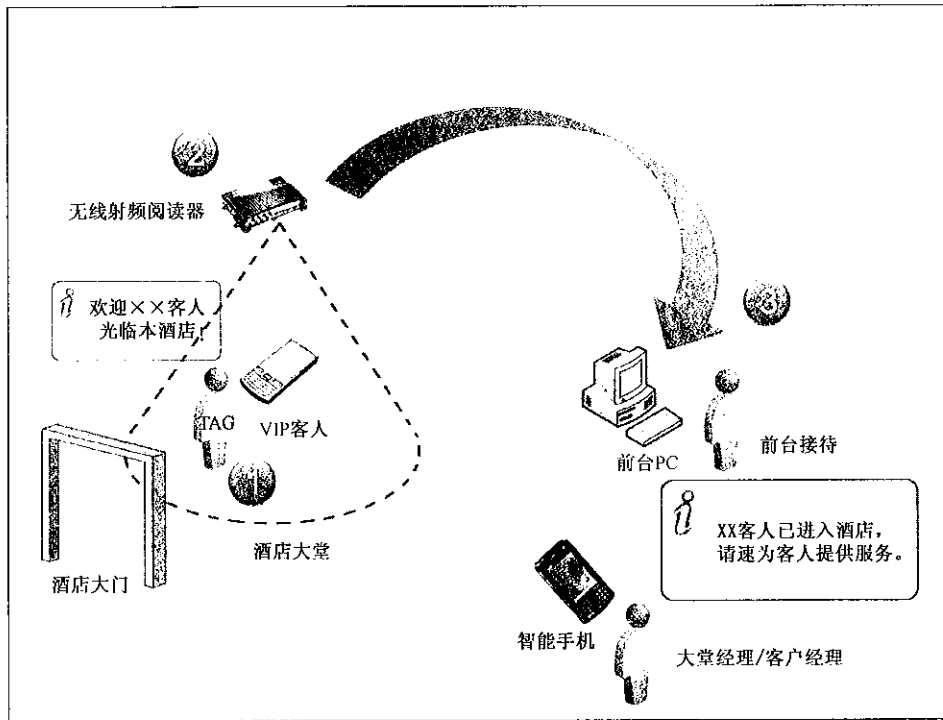 2
无线射频阅读器
欢迎××客人
光临本酒店!
3
TAG
VIP客人
1
前台PC
前台接待
酒店大堂
酒店大门
XX客人已进入酒店,
请速为客人提供服务。
智能手机
大堂经理/客户经理